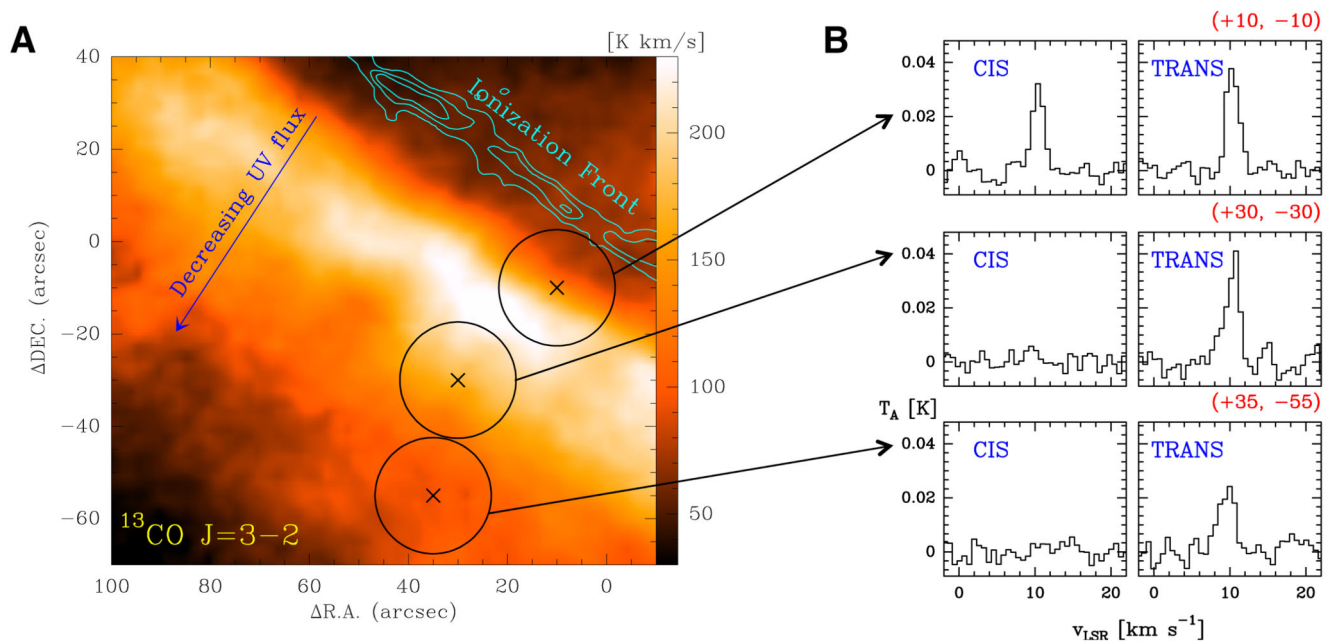 A
[K km/s]
40
20
0
−20
−40
−60
ΔDEC. (arcsec)
100
80
60
40
20
0
ΔR.A. (arcsec)
Ionization Front
Decreasing UV flux
¹³CO J=3−2
200
150
100
50
B
(+10, −10)
CIS
TRANS
0.04
0.02
0
(+30, −30)
CIS
TRANS
0.04
0.02
0
T_A [K]
(+35, −55)
CIS
TRANS
0.04
0.02
0
0
10
20
0
10
20
v_LSR [km s⁻¹]